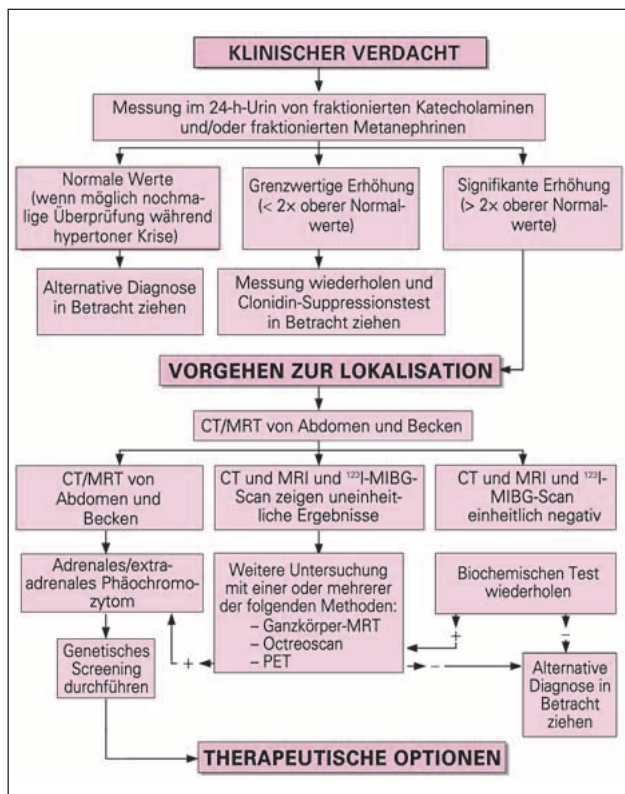 KLINISCHER VERDACHT
Messung im 24-h-Urin von fraktionierten Katecholaminen
und/oder fraktionierten Metanephrinen
Normale Werte
(wenn möglich nochma-
lige Überprüfung während
hypertoner Krise)
Grenzwertige Erhöhung
(< 2× oberer Normal-
werte)
Signifikante Erhöhung
(> 2× oberer Normal-
werte)
Alternative Diagnose
in Betracht ziehen
Messung wiederholen und
Clonidin-Suppressionstest
in Betracht ziehen
VORGEHEN ZUR LOKALISATION
CT/MRT von Abdomen und Becken
CT/MRT von
Abdomen und
Becken
CT und MRI und ¹²³I-MIBG-
Scan zeigen uneinheit-
liche Ergebnisse
CT und MRI und ¹²³I-
MIBG-Scan
einheitlich negativ
Adrenales/extra-
adrenales Phäochromo-
zytom
Weitere Untersuchung
mit einer oder mehrerer
der folgenden Methoden:
– Ganzkörper-MRT
– Octreoscan
– PET
Biochemischen Test
wiederholen
+
–
+
–
Genetisches
Screening
durchführen
Alternative
Diagnose in
Betracht
ziehen
THERAPEUTISCHE OPTIONEN